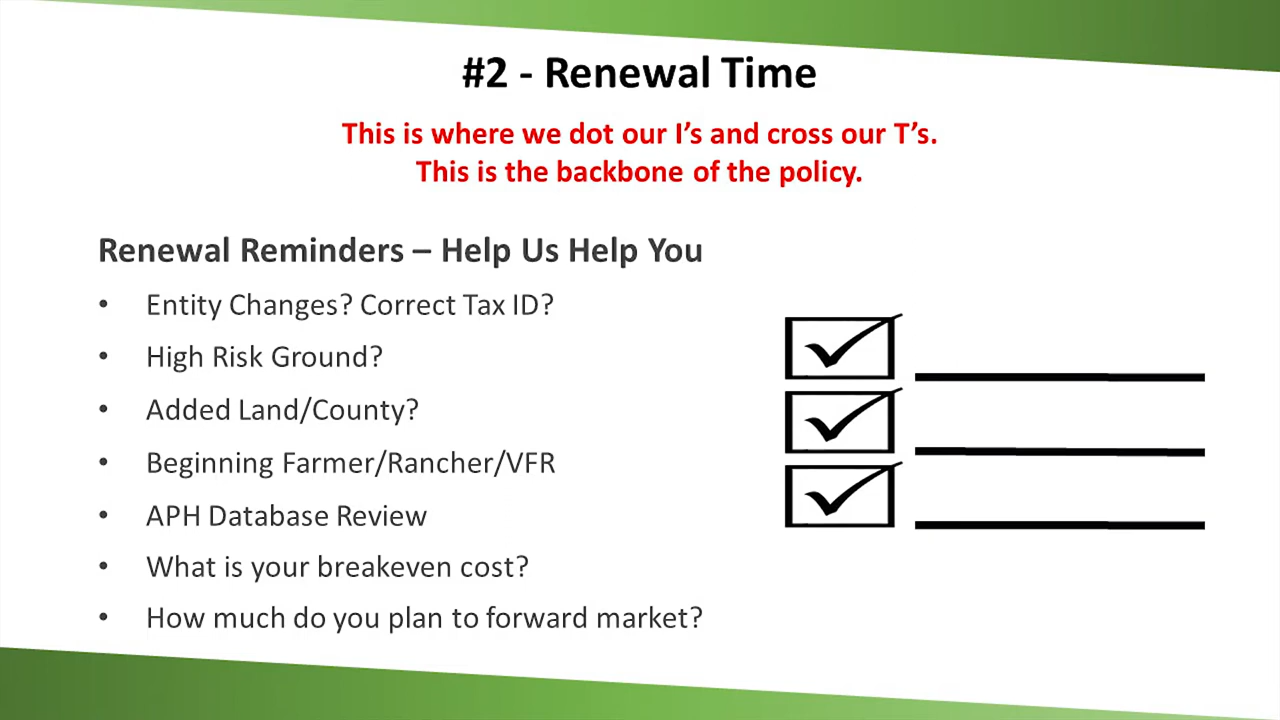 #2 - Renewal Time
This is where we dot our I’s and cross our T’s.
This is the backbone of the policy.
Renewal Reminders – Help Us Help You
• Entity Changes? Correct Tax ID?
• High Risk Ground?
• Added Land/County?
• Beginning Farmer/Rancher/VFR
• APH Database Review
• What is your breakeven cost?
• How much do you plan to forward market?